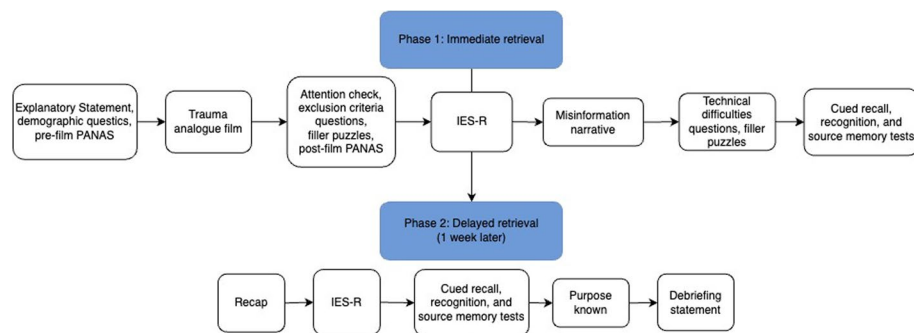 Phase 1: Immediate retrieval
Explanatory Statement,
demographic questics,
pre-film PANAS
Trauma
analogue film
Attention check,
exclusion criteria
questions,
filler puzzles,
post-film PANAS
IES-R
Misinformation
narrative
Technical
difficulties
questions, filler
puzzles
Cued recall,
recognition, and
source memory tests
Phase 2: Delayed retrieval
(1 week later)
Recap
IES-R
Cued recall,
recognition, and
source memory tests
Purpose
known
Debriefing
statement